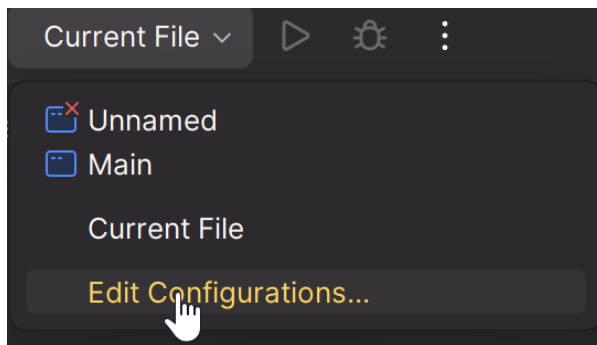 Current File
Unnamed
Main
Current File
Edit Configurations...